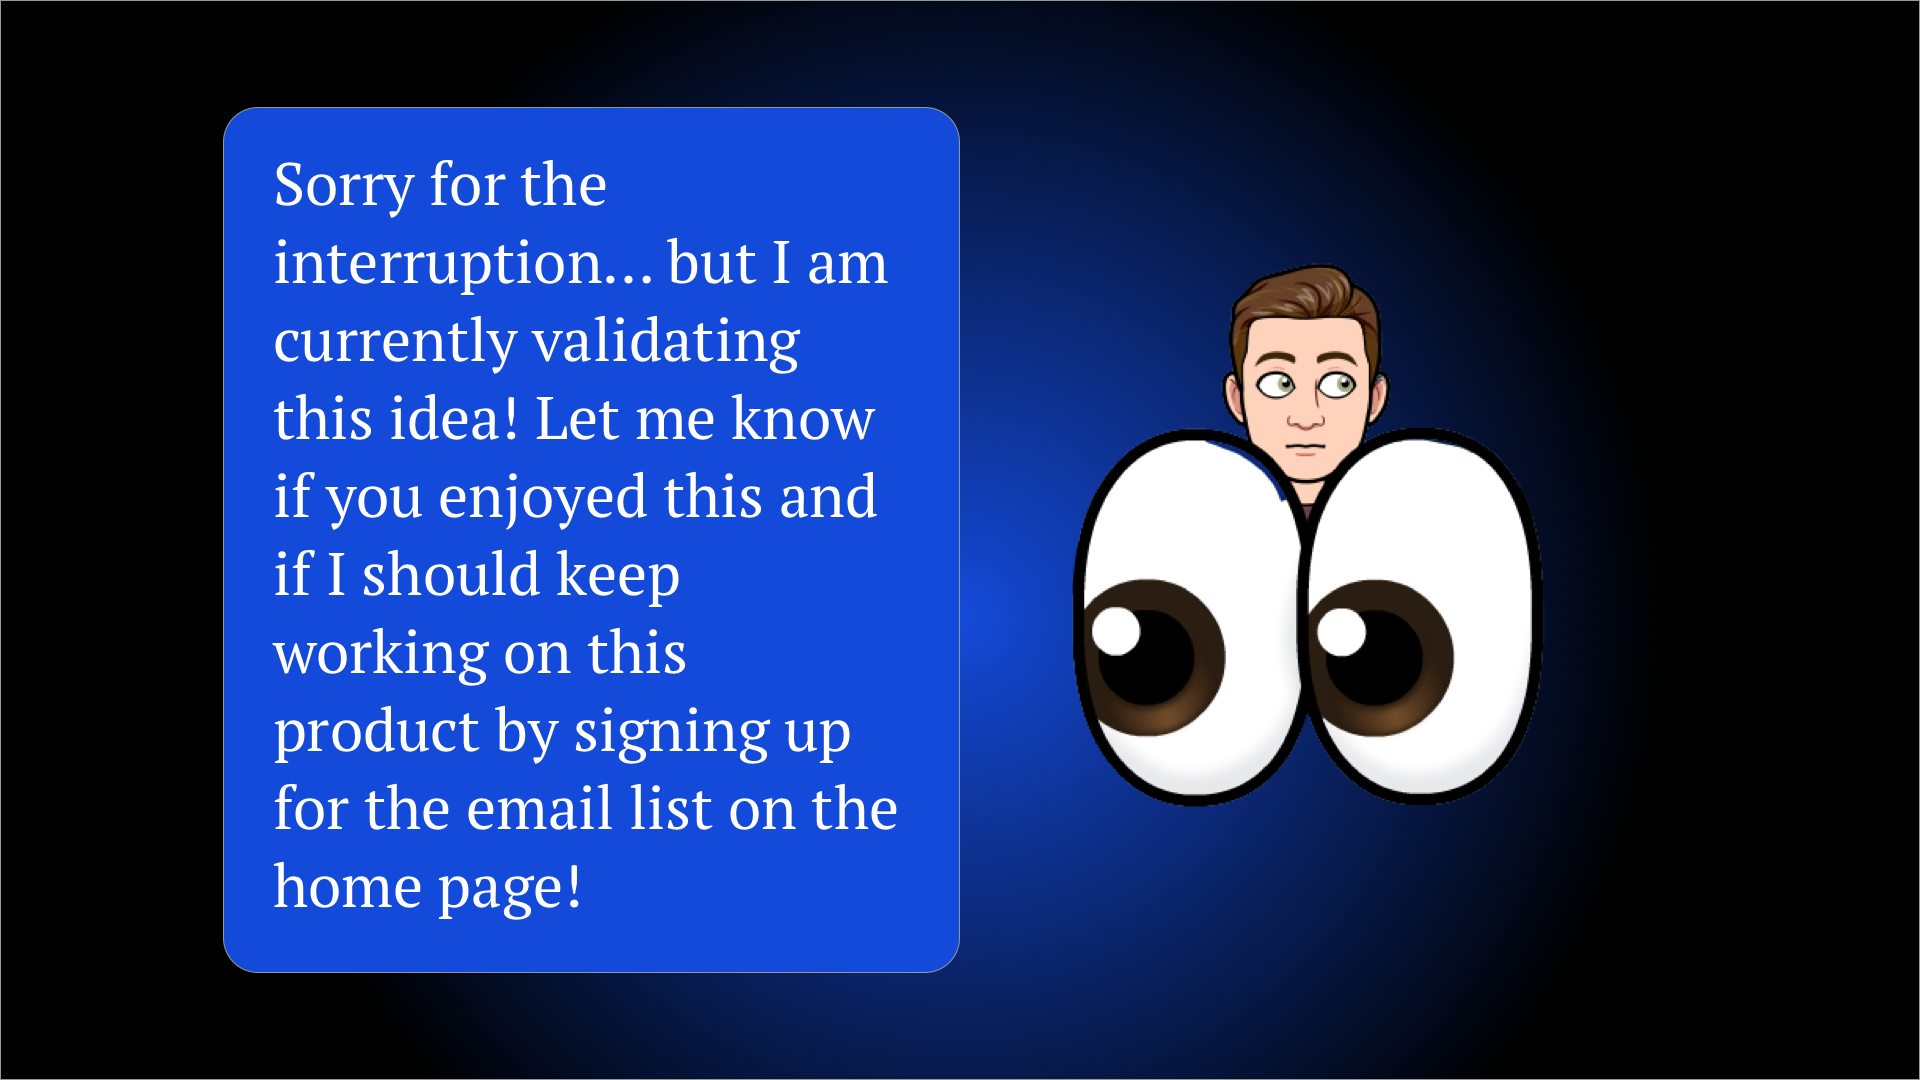 Sorry for the
interruption... but I am
currently validating
this idea! Let me know
if you enjoyed this and
if I should keep
working on this
product by signing up
for the email list on the
home page!